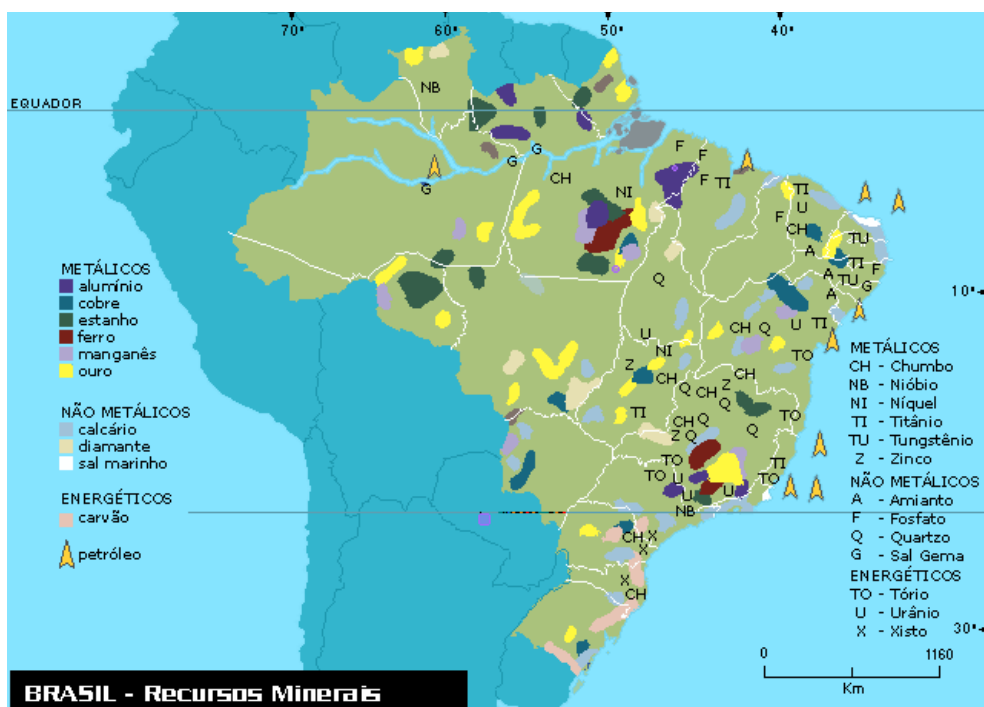 70° 60° 50° 40°
EQUADOR
NB
G
G
G
CH
NI
F
F
F
TI
TI
U
F
CH
A
TU
TI
A
TU
F
G
A
Q
U
TI
CH
Q
TO
U
NI
Z
CH
Q
CH
CH
Z
Q
TI
CH
Q
Z
Q
TO
Q
TO
TO
U
U
U
TI
TO
NB
CH
X
X
X
CH
METÁLICOS
alumínio
cobre
estanho
ferro
manganês
ouro
NÃO METÁLICOS
calcário
diamante
sal marinho
ENERGÉTICOS
carvão
petróleo
10°
METÁLICOS
CH - Chumbo
NB - Nióbio
NI - Níquel
TI - Titânio
TU - Tungstênio
Z - Zinco
NÃO METÁLICOS
A - Amianto
F - Fosfato
Q - Quartzo
G - Sal Gema
ENERGÉTICOS
TO - Tório
U - Urânio
X - Xisto
30°
0 1160
Km
BRASIL - Recursos Minerais